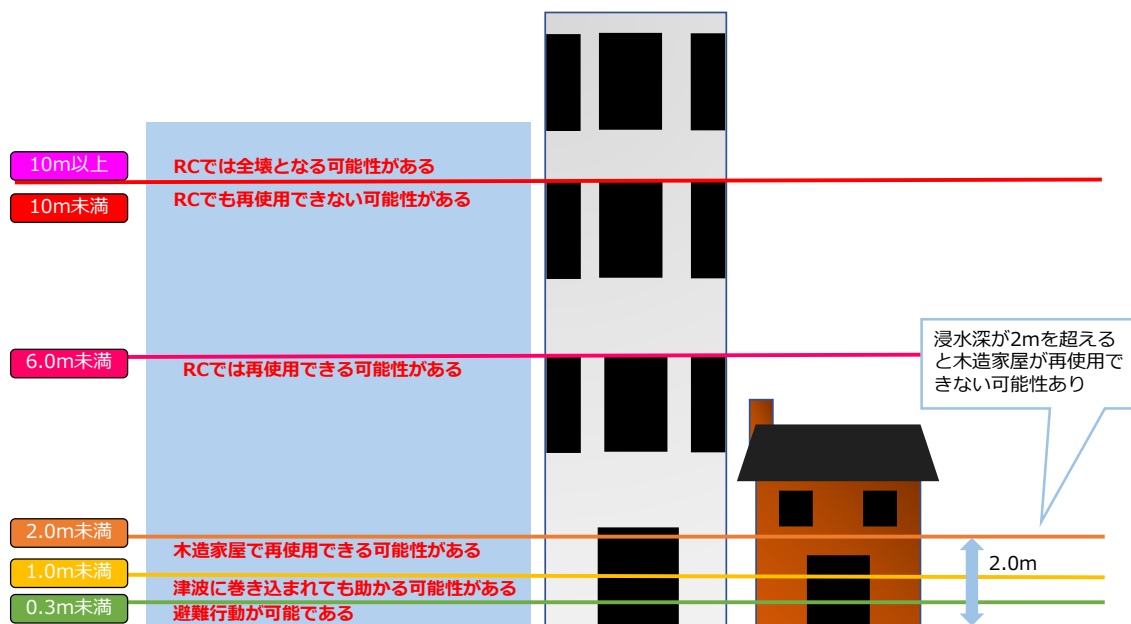 10m以上
RCでは全壊となる可能性がある
10m未満
RCでも再使用できない可能性がある
6.0m未満
RCでは再使用できる可能性がある
浸水深が2mを超える
と木造家屋が再使用で
きない可能性あり
2.0m未満
木造家屋で再使用できる可能性がある
2.0m
1.0m未満
津波に巻き込まれても助かる可能性がある
0.3m未満
避難行動が可能である